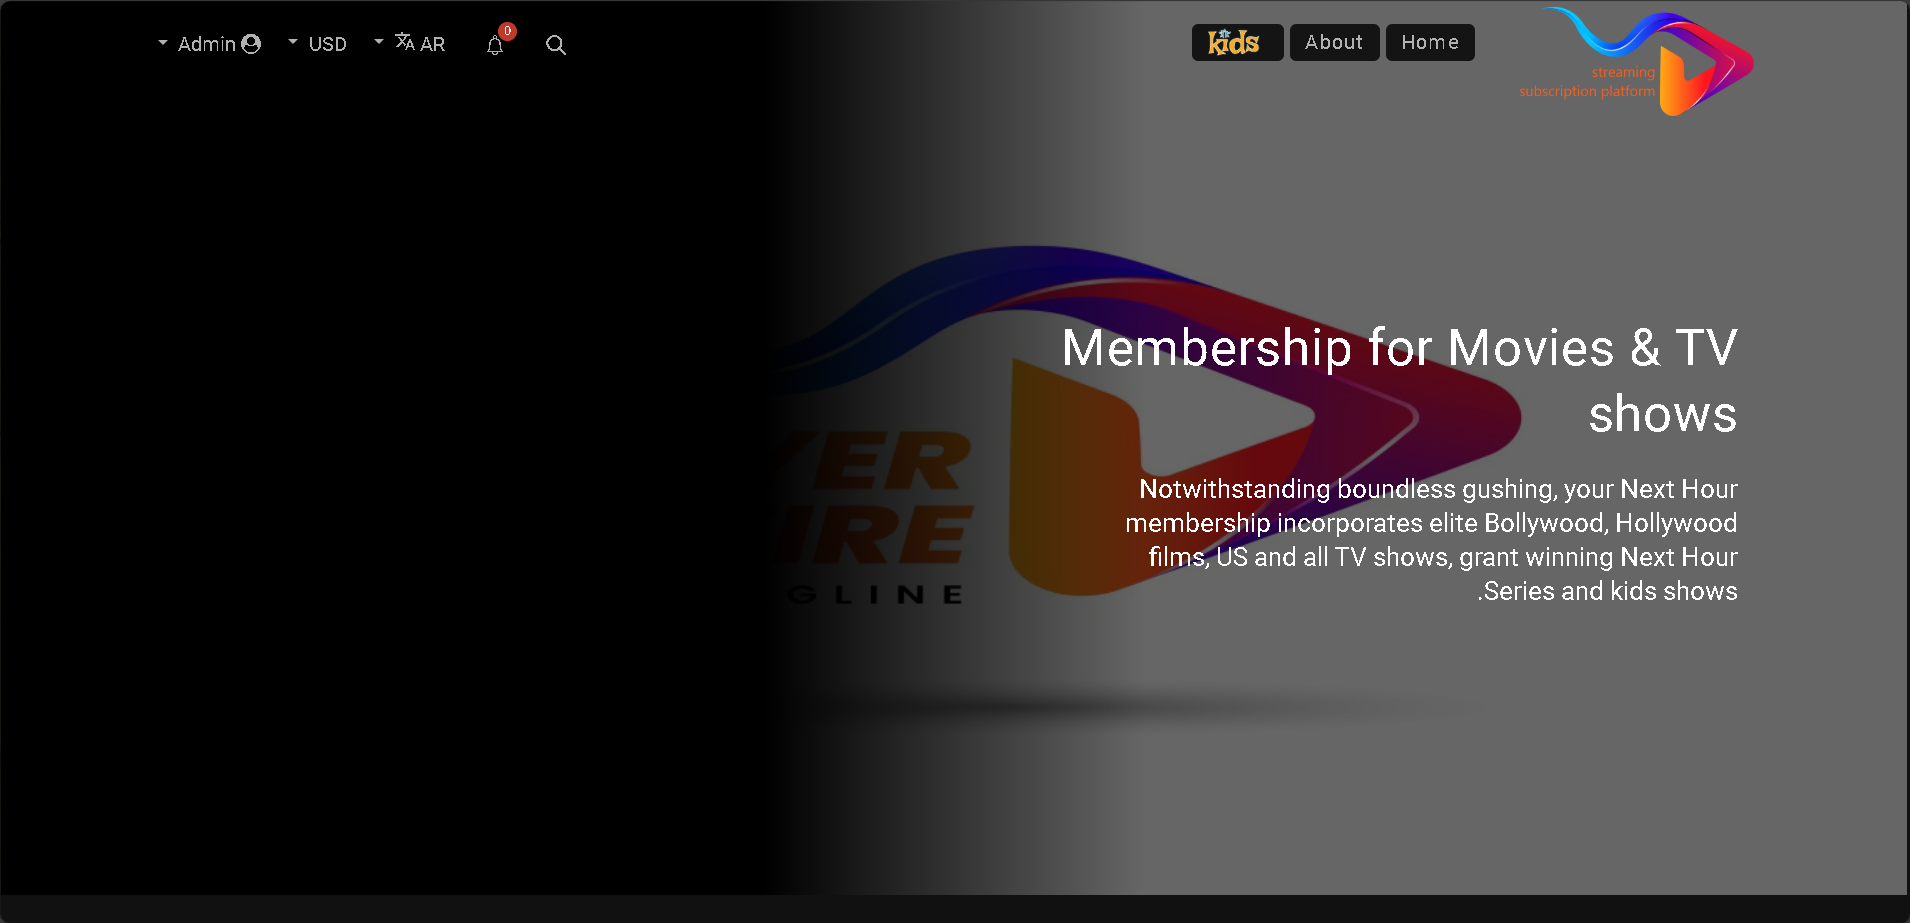 Admin USD AR 0
kids About Home
streaming
subscription platform
Membership for Movies & TV
shows
Notwithstanding boundless gushing, your Next Hour
membership incorporates elite Bollywood, Hollywood
films, US and all TV shows, grant winning Next Hour
.Series and kids shows
YER
IRE
GLINE